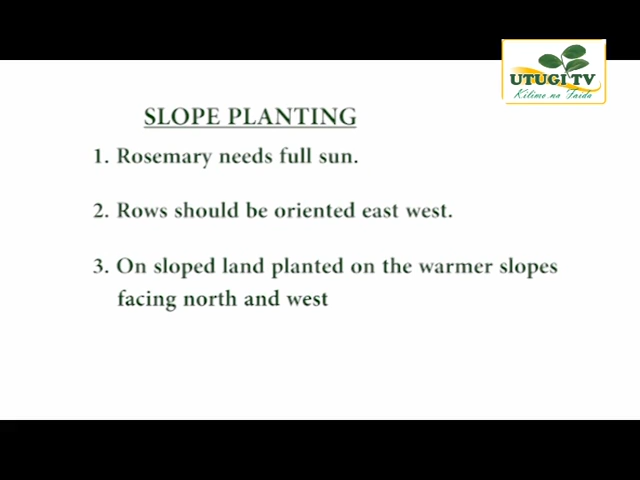 UTUGI TV
Kilimo na Faida
SLOPE PLANTING
1. Rosemary needs full sun.
2. Rows should be oriented east west.
3. On sloped land planted on the warmer slopes
facing north and west